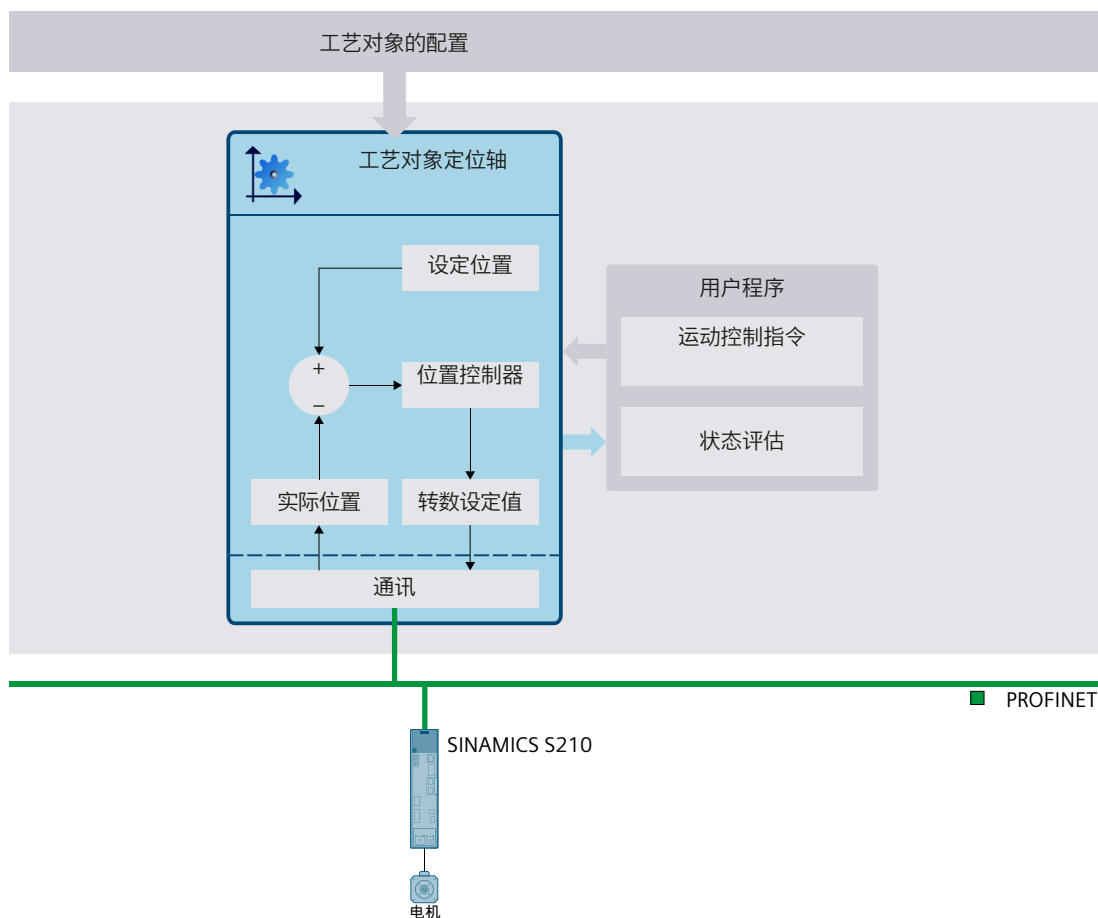 工艺对象的配置
工艺对象定位轴
设定位置
用户程序
运动控制指令
+
位置控制器
−
状态评估
实际位置
转数设定值
通讯
PROFINET
SINAMICS S210
电机